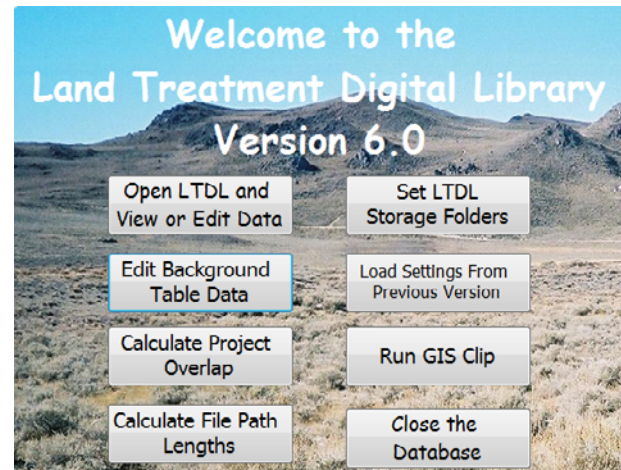 Welcome to the
Land Treatment Digital Library
Version 6.0
Open LTDL and
View or Edit Data
Set LTDL
Storage Folders
Edit Background
Table Data
Load Settings From
Previous Version
Calculate Project
Overlap
Run GIS Clip
Calculate File Path
Lengths
Close the
Database